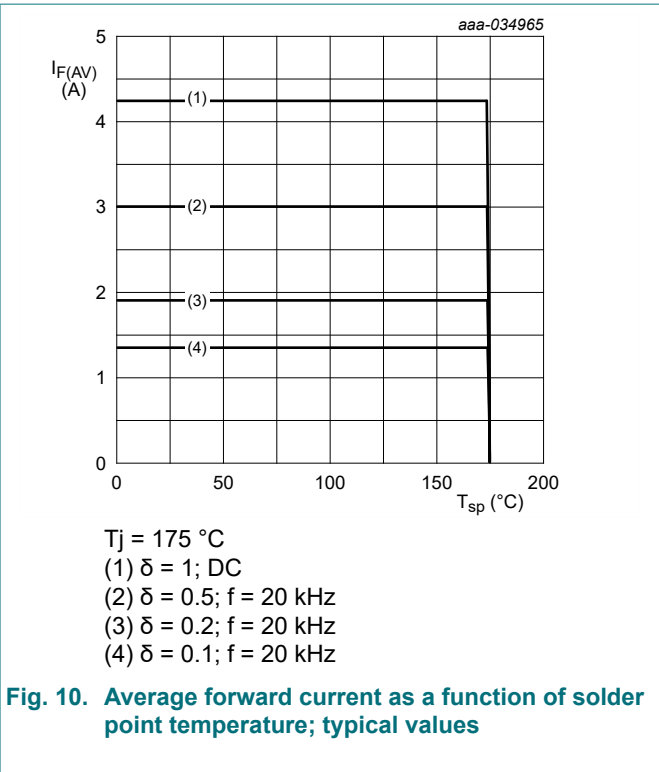 aaa-034965
5
I_F(AV)
(A)
(1)
4
3
(2)
2
(3)
(4)
1
0
0 50 100 150 200
T_sp (°C)
Tj = 175 °C
(1) δ = 1; DC
(2) δ = 0.5; f = 20 kHz
(3) δ = 0.2; f = 20 kHz
(4) δ = 0.1; f = 20 kHz
Fig. 10. Average forward current as a function of solder
point temperature; typical values